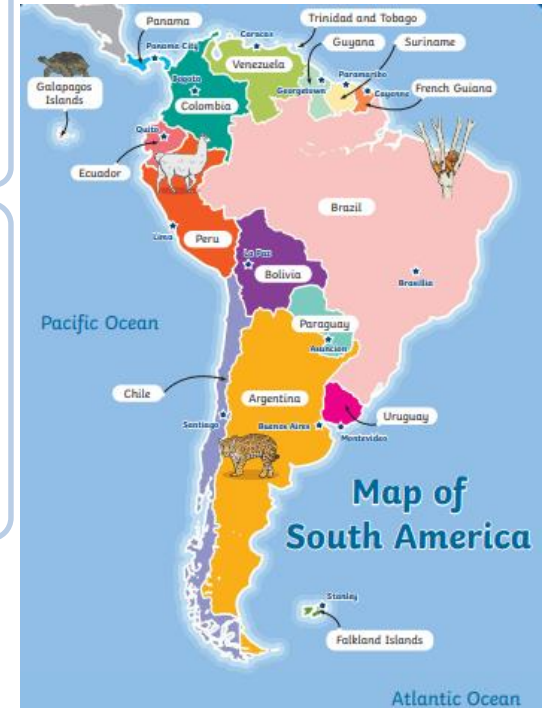 Panama
Trinidad and Tobago
Caracas
Panama City
Guyana
Suriname
Venezuela
Galapagos
Islands
Bogota
Georgetown
Paramaribo
Cayenne
French Guiana
Colombia
Quito
Ecuador
Brazil
Lima
Peru
La Paz
Bolivia
Brasilia
Pacific Ocean
Paraguay
Asuncion
Chile
Argentina
Santiago
Buenos Aires
Uruguay
Montevideo
Map of
South America
Stanley
Falkland Islands
Atlantic Ocean